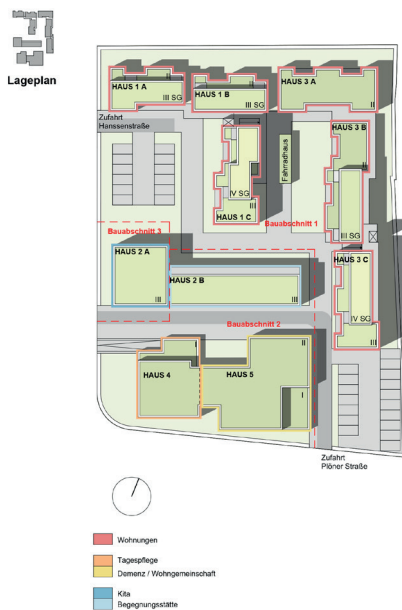 Lageplan
II
HAUS 1 A
III SG
HAUS 1 B
III SG
HAUS 3 A
II
Zufahrt
Hanssenstraße
Fahrradhaus
HAUS 3 B
II
IV SG
III
HAUS 1 C
Bauabschnitt 1
III SG
Bauabschnitt 3
HAUS 2 A
III
HAUS 2 B
III
HAUS 3 C
IV SG
III
Bauabschnitt 2
I
II
HAUS 4
HAUS 5
I
Zufahrt
Plöner Straße
Wohnungen
Tagespflege
Demenz / Wohngemeinschaft
Kita
Begegnungsstätte